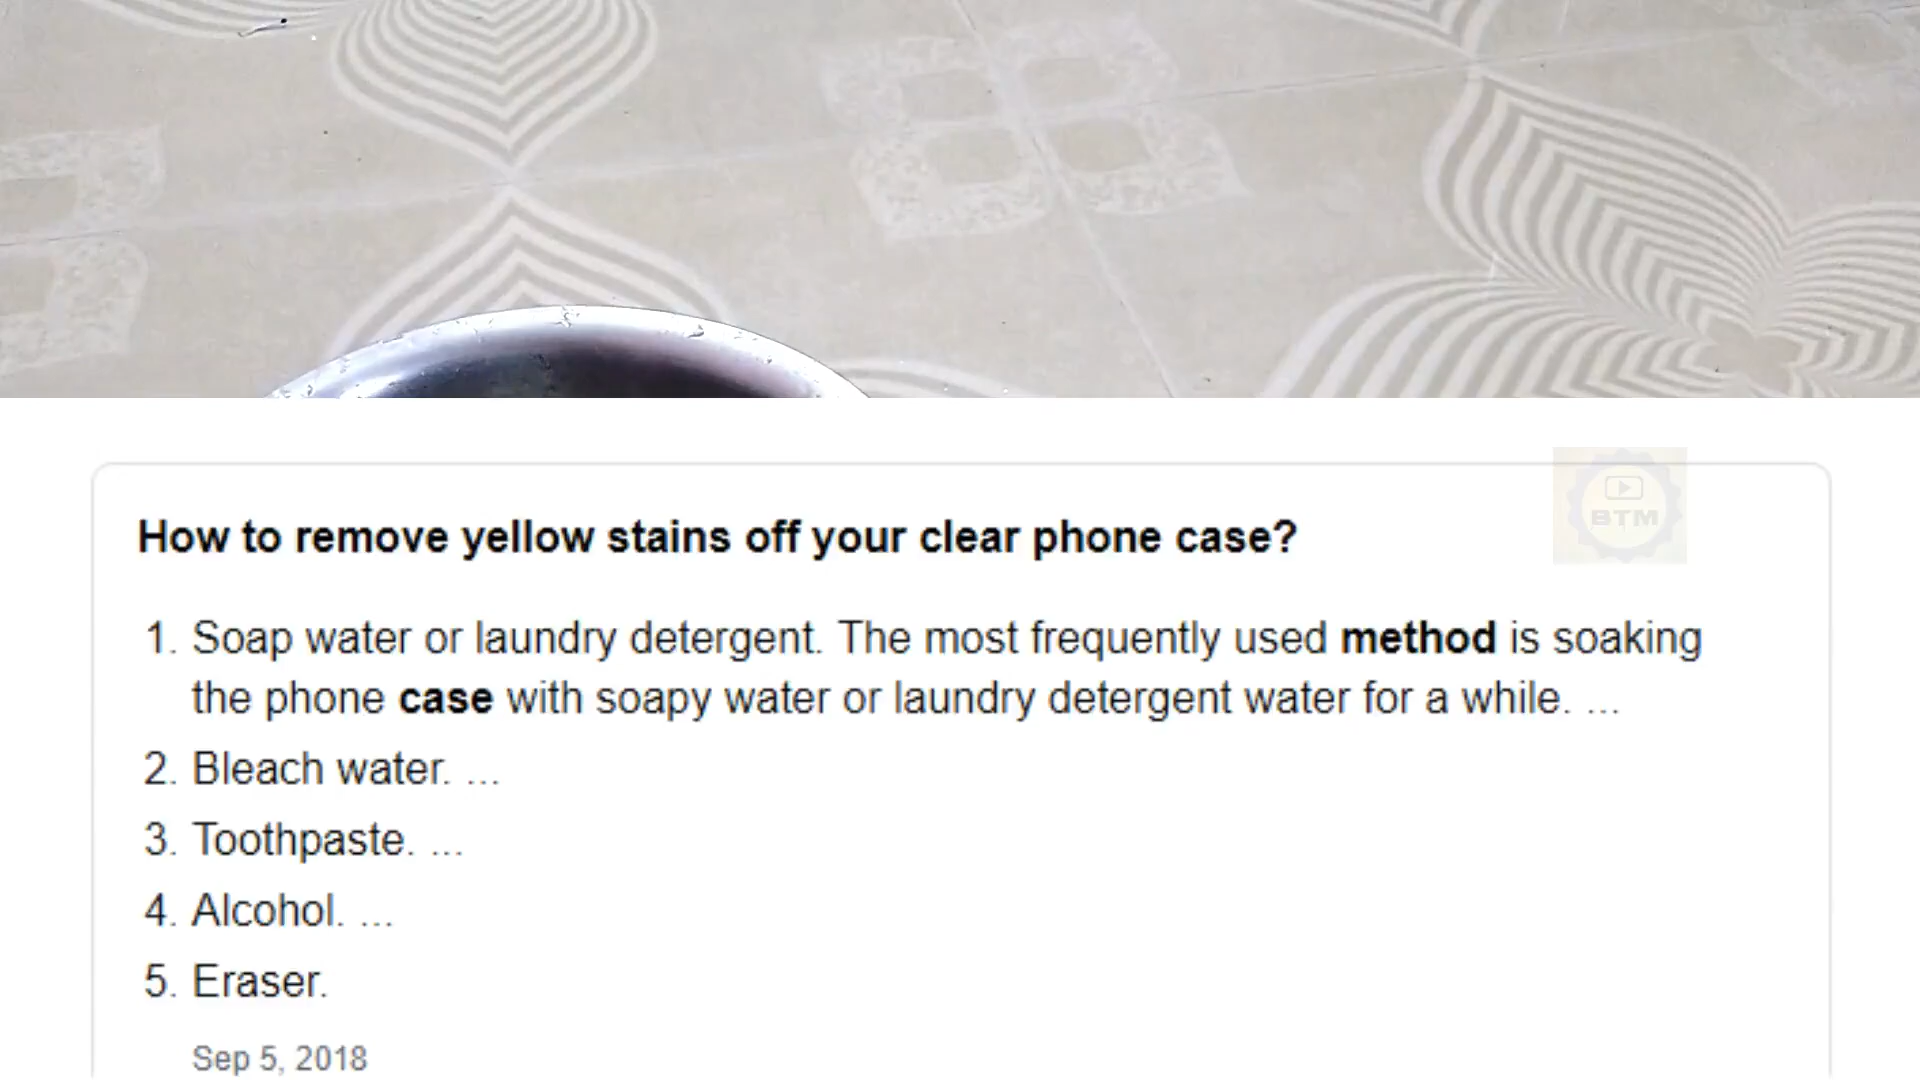 BTM
How to remove yellow stains off your clear phone case?
1. Soap water or laundry detergent. The most frequently used method is soaking
the phone case with soapy water or laundry detergent water for a while. ...
2. Bleach water. ...
3. Toothpaste. ...
4. Alcohol. ...
5. Eraser.
Sep 5, 2018